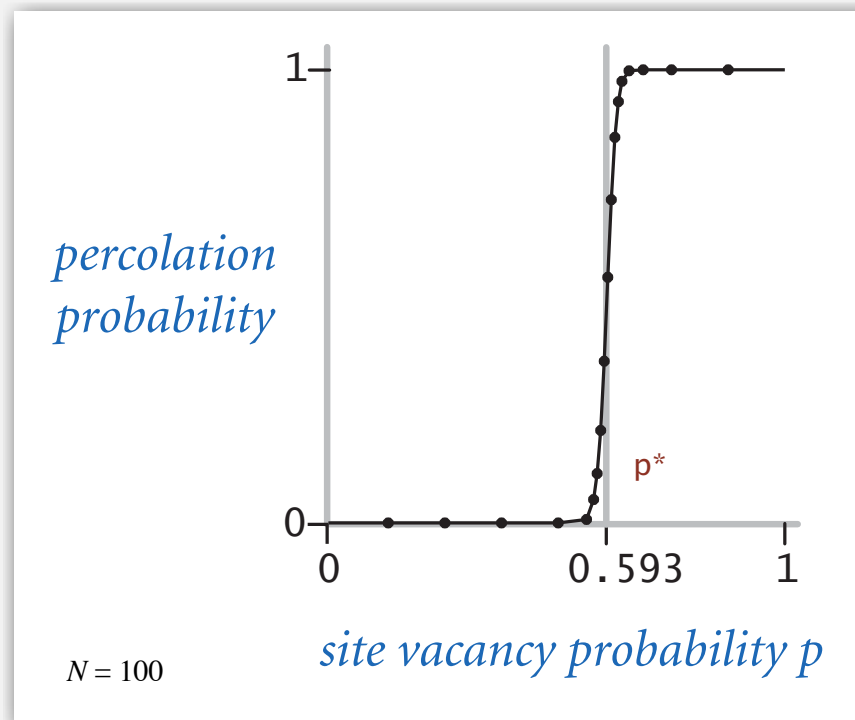 1
percolation
probability
p*
0
0
0.593
1
site vacancy probability p
N = 100